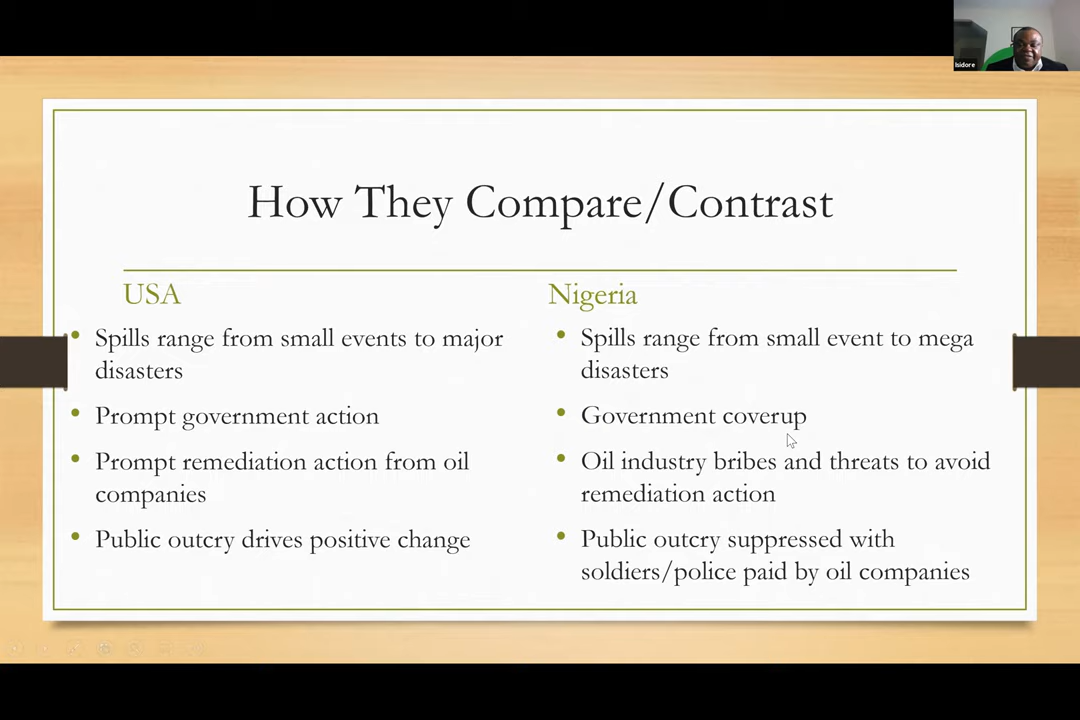 Isidore
How They Compare/Contrast
USA
Spills range from small events to major
disasters
Prompt government action
Prompt remediation action from oil
companies
Public outcry drives positive change
Nigeria
Spills range from small event to mega
disasters
Government coverup
Oil industry bribes and threats to avoid
remediation action
Public outcry suppressed with
soldiers/police paid by oil companies